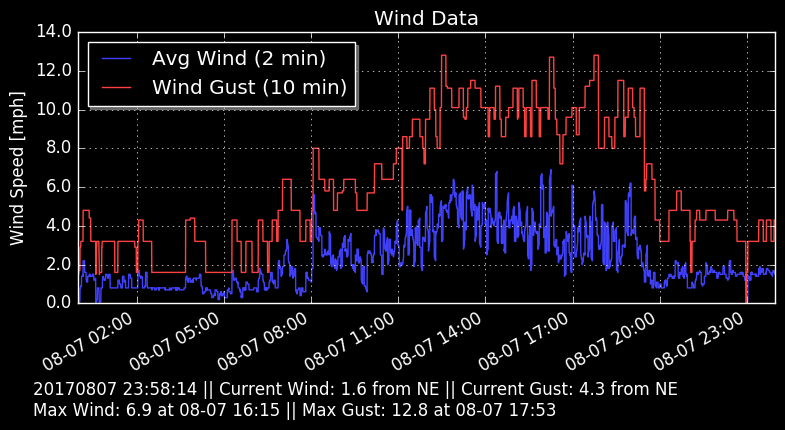 Wind Data
Avg Wind (2 min)
Wind Gust (10 min)
Wind Speed [mph]
14.0
12.0
10.0
8.0
6.0
4.0
2.0
0.0
08-07 02:00
08-07 05:00
08-07 08:00
08-07 11:00
08-07 14:00
08-07 17:00
08-07 20:00
08-07 23:00
20170807 23:58:14 || Current Wind: 1.6 from NE || Current Gust: 4.3 from NE
Max Wind: 6.9 at 08-07 16:15 || Max Gust: 12.8 at 08-07 17:53